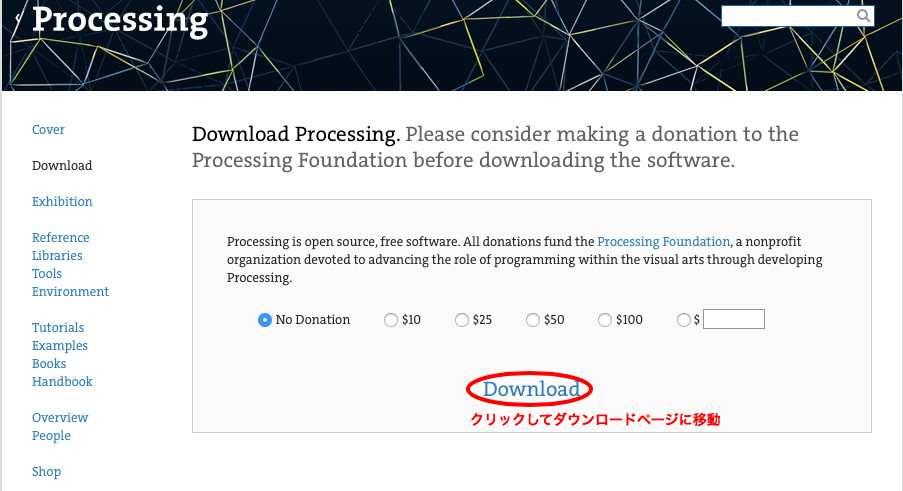 Processing
Cover
Download
Exhibition
Reference
Libraries
Tools
Environment
Tutorials
Examples
Books
Handbook
Overview
People
Shop
Download Processing. Please consider making a donation to the
Processing Foundation before downloading the software.
Processing is open source, free software. All donations fund the Processing Foundation, a nonprofit
organization devoted to advancing the role of programming within the visual arts through developing
Processing.
No Donation $10 $25 $50 $100 $
Download
クリックしてダウンロードページに移動